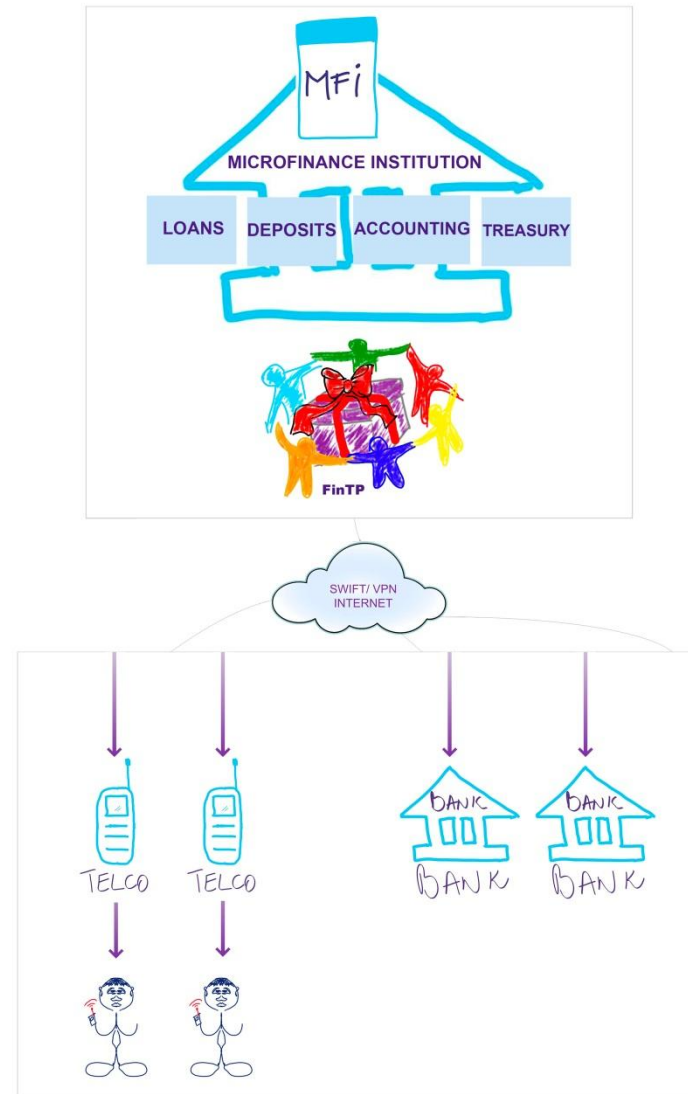 MFi
MICROFINANCE INSTITUTION
LOANS
DEPOSITS
ACCOUNTING
TREASURY
FinTP
SWIFT/ VPN
INTERNET
TELCO
TELCO
BANK
BANK
BANK
BANK